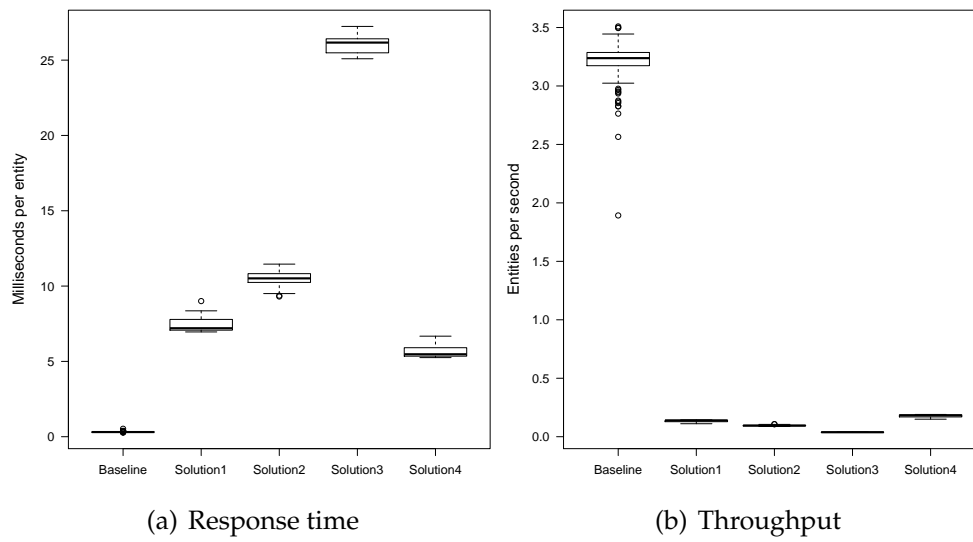 Milliseconds per entity
25
20
15
10
5
0
Baseline Solution1 Solution2 Solution3 Solution4
(a) Response time
Entities per second
3.5
3.0
2.5
2.0
1.5
1.0
0.5
0.0
Baseline Solution1 Solution2 Solution3 Solution4
(b) Throughput